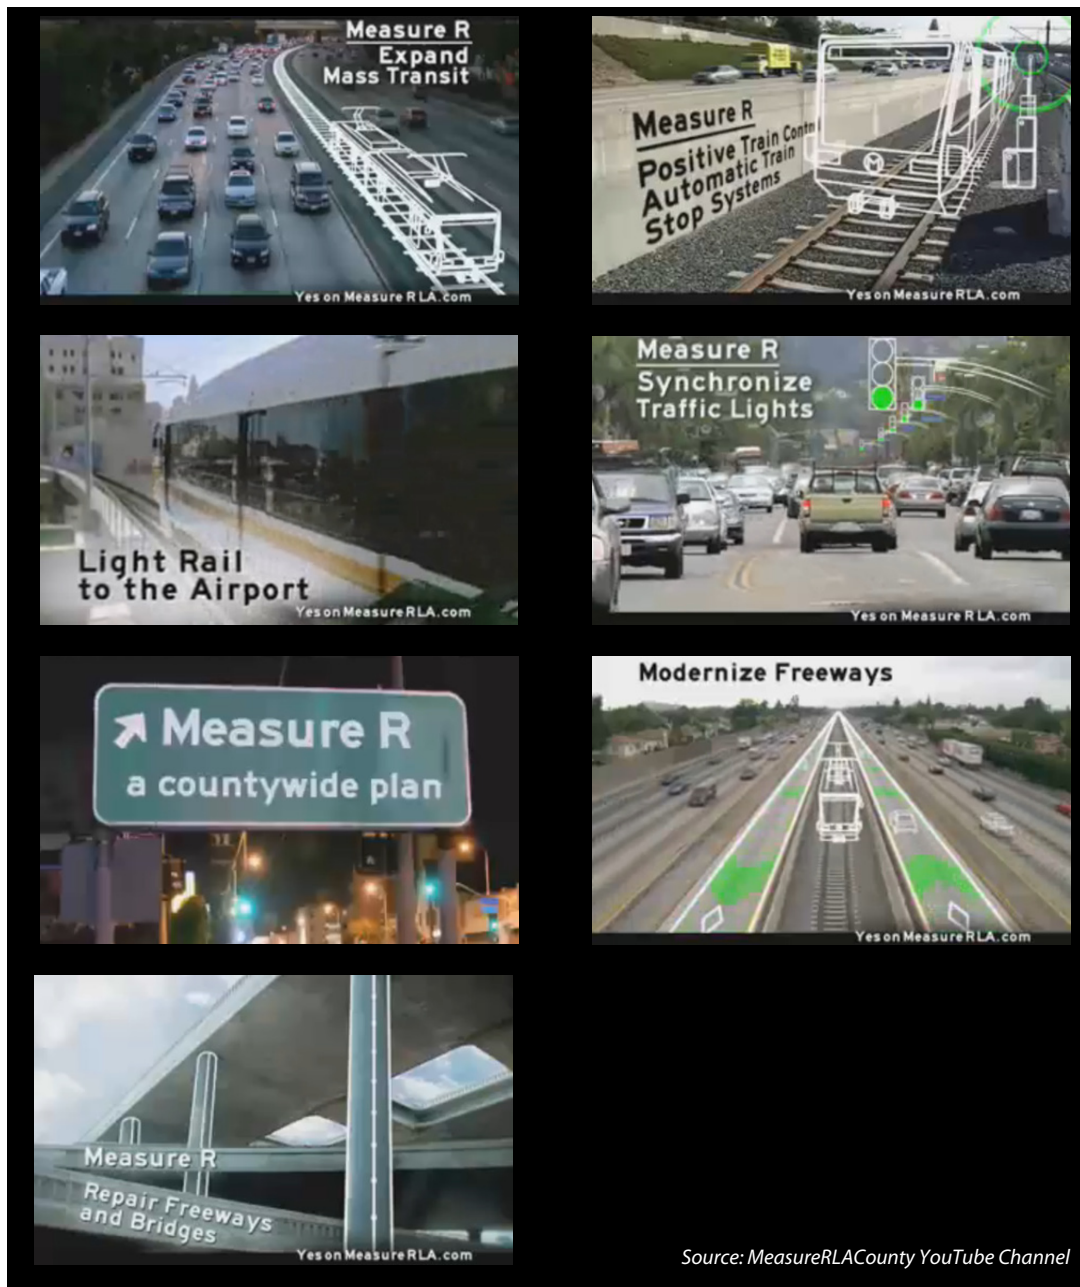 Measure R
Expand
Mass Transit
YesonMeasureRLA.com
Measure R
Positive Train Contr
Automatic Train
Stop Systems
YesonMeasureRLA.com
Light Rail
to the Airport
YesonMeasureRLA.com
Measure R
Synchronize
Traffic Lights
YesonMeasureRLA.com
Measure R
a countywide plan
Modernize Freeways
YesonMeasureRLA.com
Measure R
Repair Freeways
and Bridges
YesonMeasureRLA.com
Source: MeasureRLACounty YouTube Channel